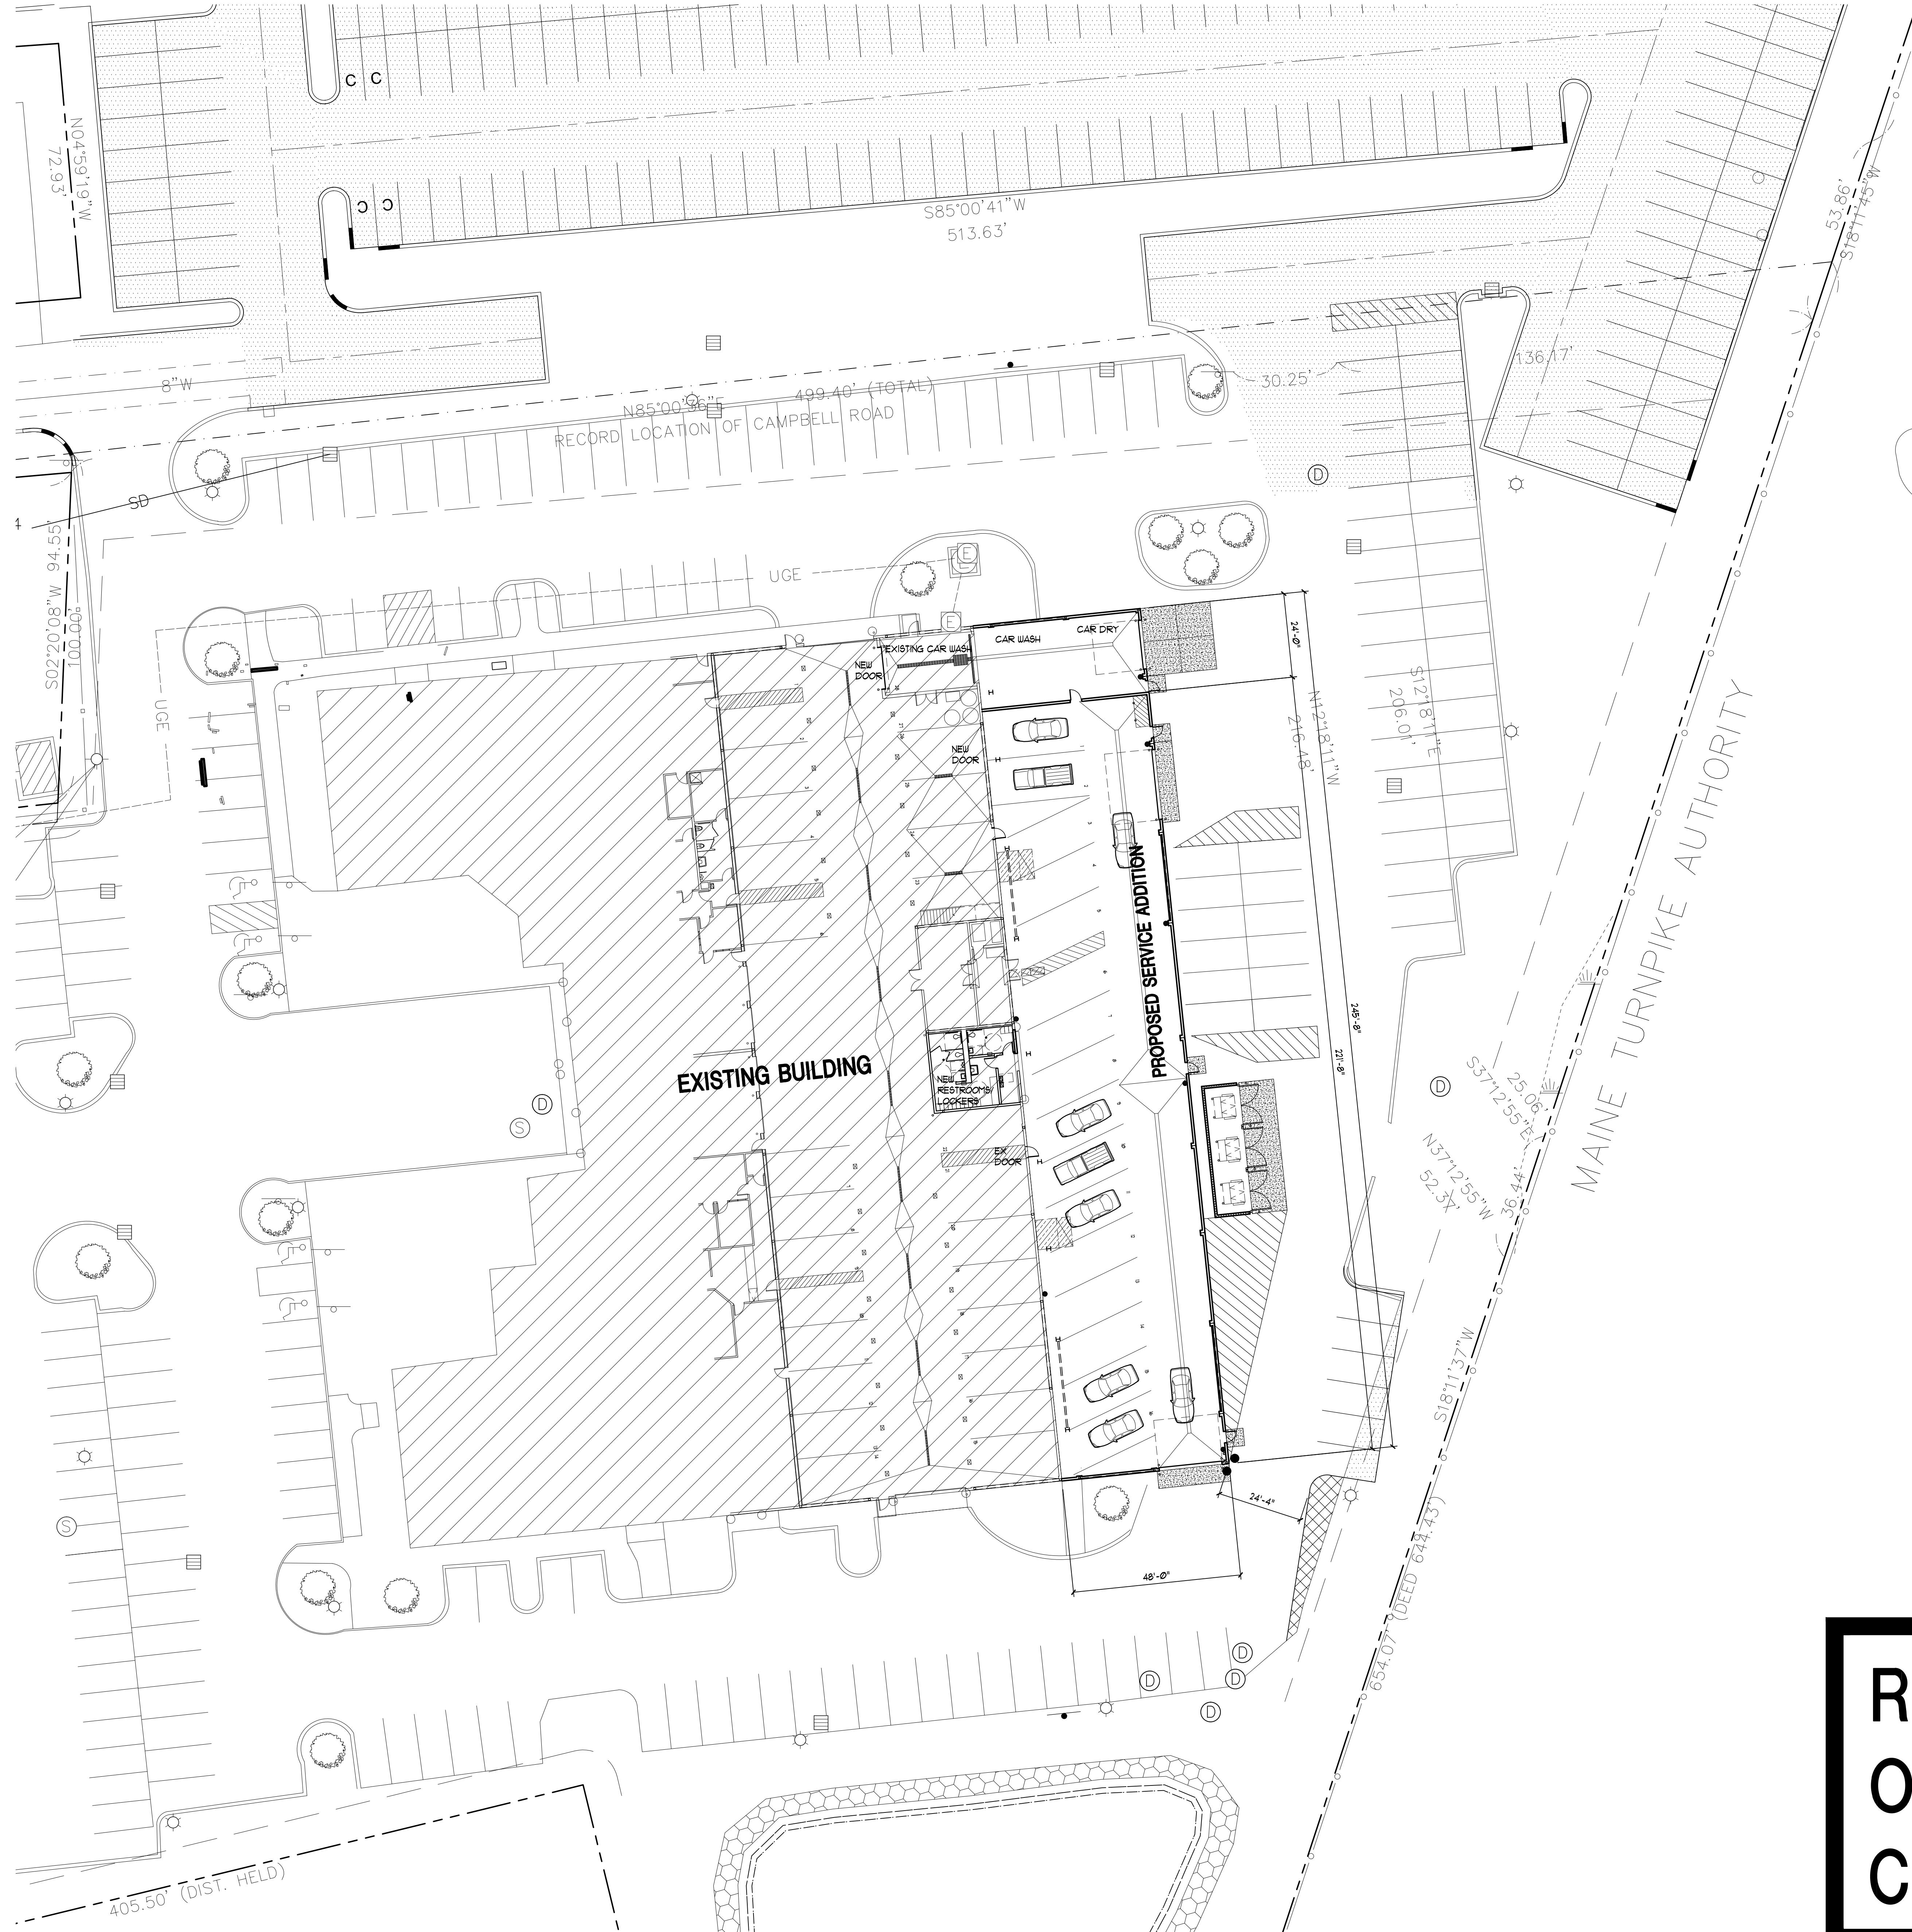 C C
N04°59'19"W
72.93'
C C
S85°00'41"W
513.63'
53.86'
S18°11'45"W
8"W
N85°00'36"E
499.40' (TOTAL)
RECORD LOCATION OF CAMPBELL ROAD
30.25'
136.17'
SD
4
D
S02°20'08"W 94.55'
100.00'
UGE
UGE
E
E
CAR WASH
CAR DRY
EXISTING CAR WASH
NEW
DOOR
NEW
DOOR
24'-0"
N12°18'11"W
216.48'
S12°18'11"E
206.01'
MAINE TURNPIKE AUTHORITY
PROPOSED SERVICE ADDITION
EXISTING BUILDING
245'-8"
221'-8"
NEW
RESTROOMS/
LOCKERS
EX
DOOR
D
S
D
25.06'
S37°12'55"E
N37°12'55"W
36.44'
S18°11'37"W
654.07' (DEED 644.43')
24'-4"
48'-0"
S
D
D
D
D
405.50' (DIST. HELD)
R
O
C